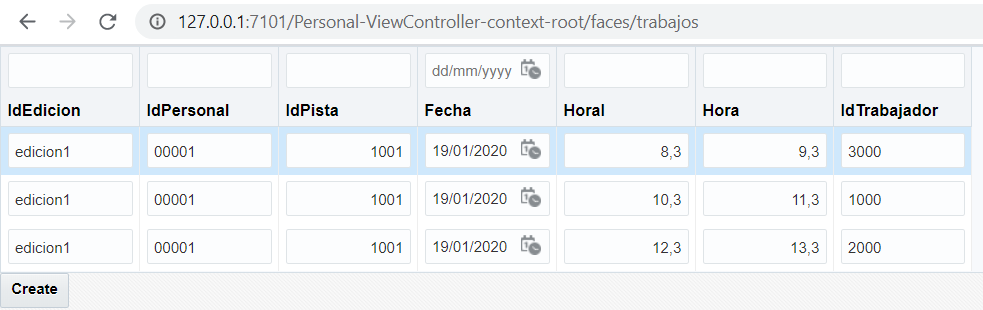 127.0.0.1:7101/Personal-ViewController-context-root/faces/trabajos
dd/mm/yyyy
IdEdicion IdPersonal IdPista Fecha HoraI Hora IdTrabajador
edicion1 00001 1001 19/01/2020 8,3 9,3 3000
edicion1 00001 1001 19/01/2020 10,3 11,3 1000
edicion1 00001 1001 19/01/2020 12,3 13,3 2000
Create